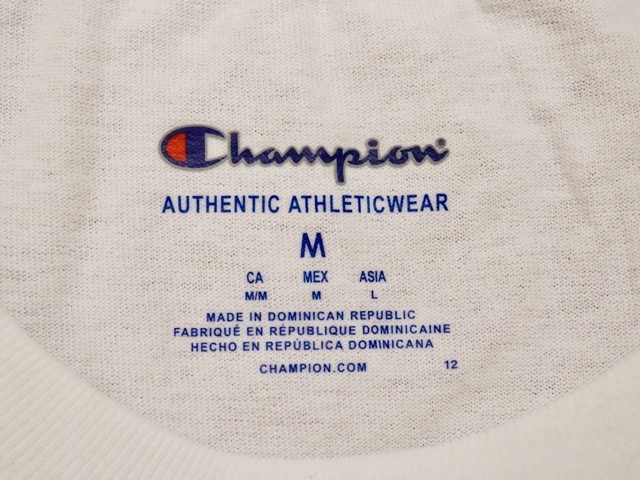 Champion®
AUTHENTIC ATHLETICWEAR
M
CA MEX ASIA
M/M M L
MADE IN DOMINICAN REPUBLIC
FABRIQUÉ EN RÉPUBLIQUE DOMINICAINE
HECHO EN REPÚBLICA DOMINICANA
CHAMPION.COM 12